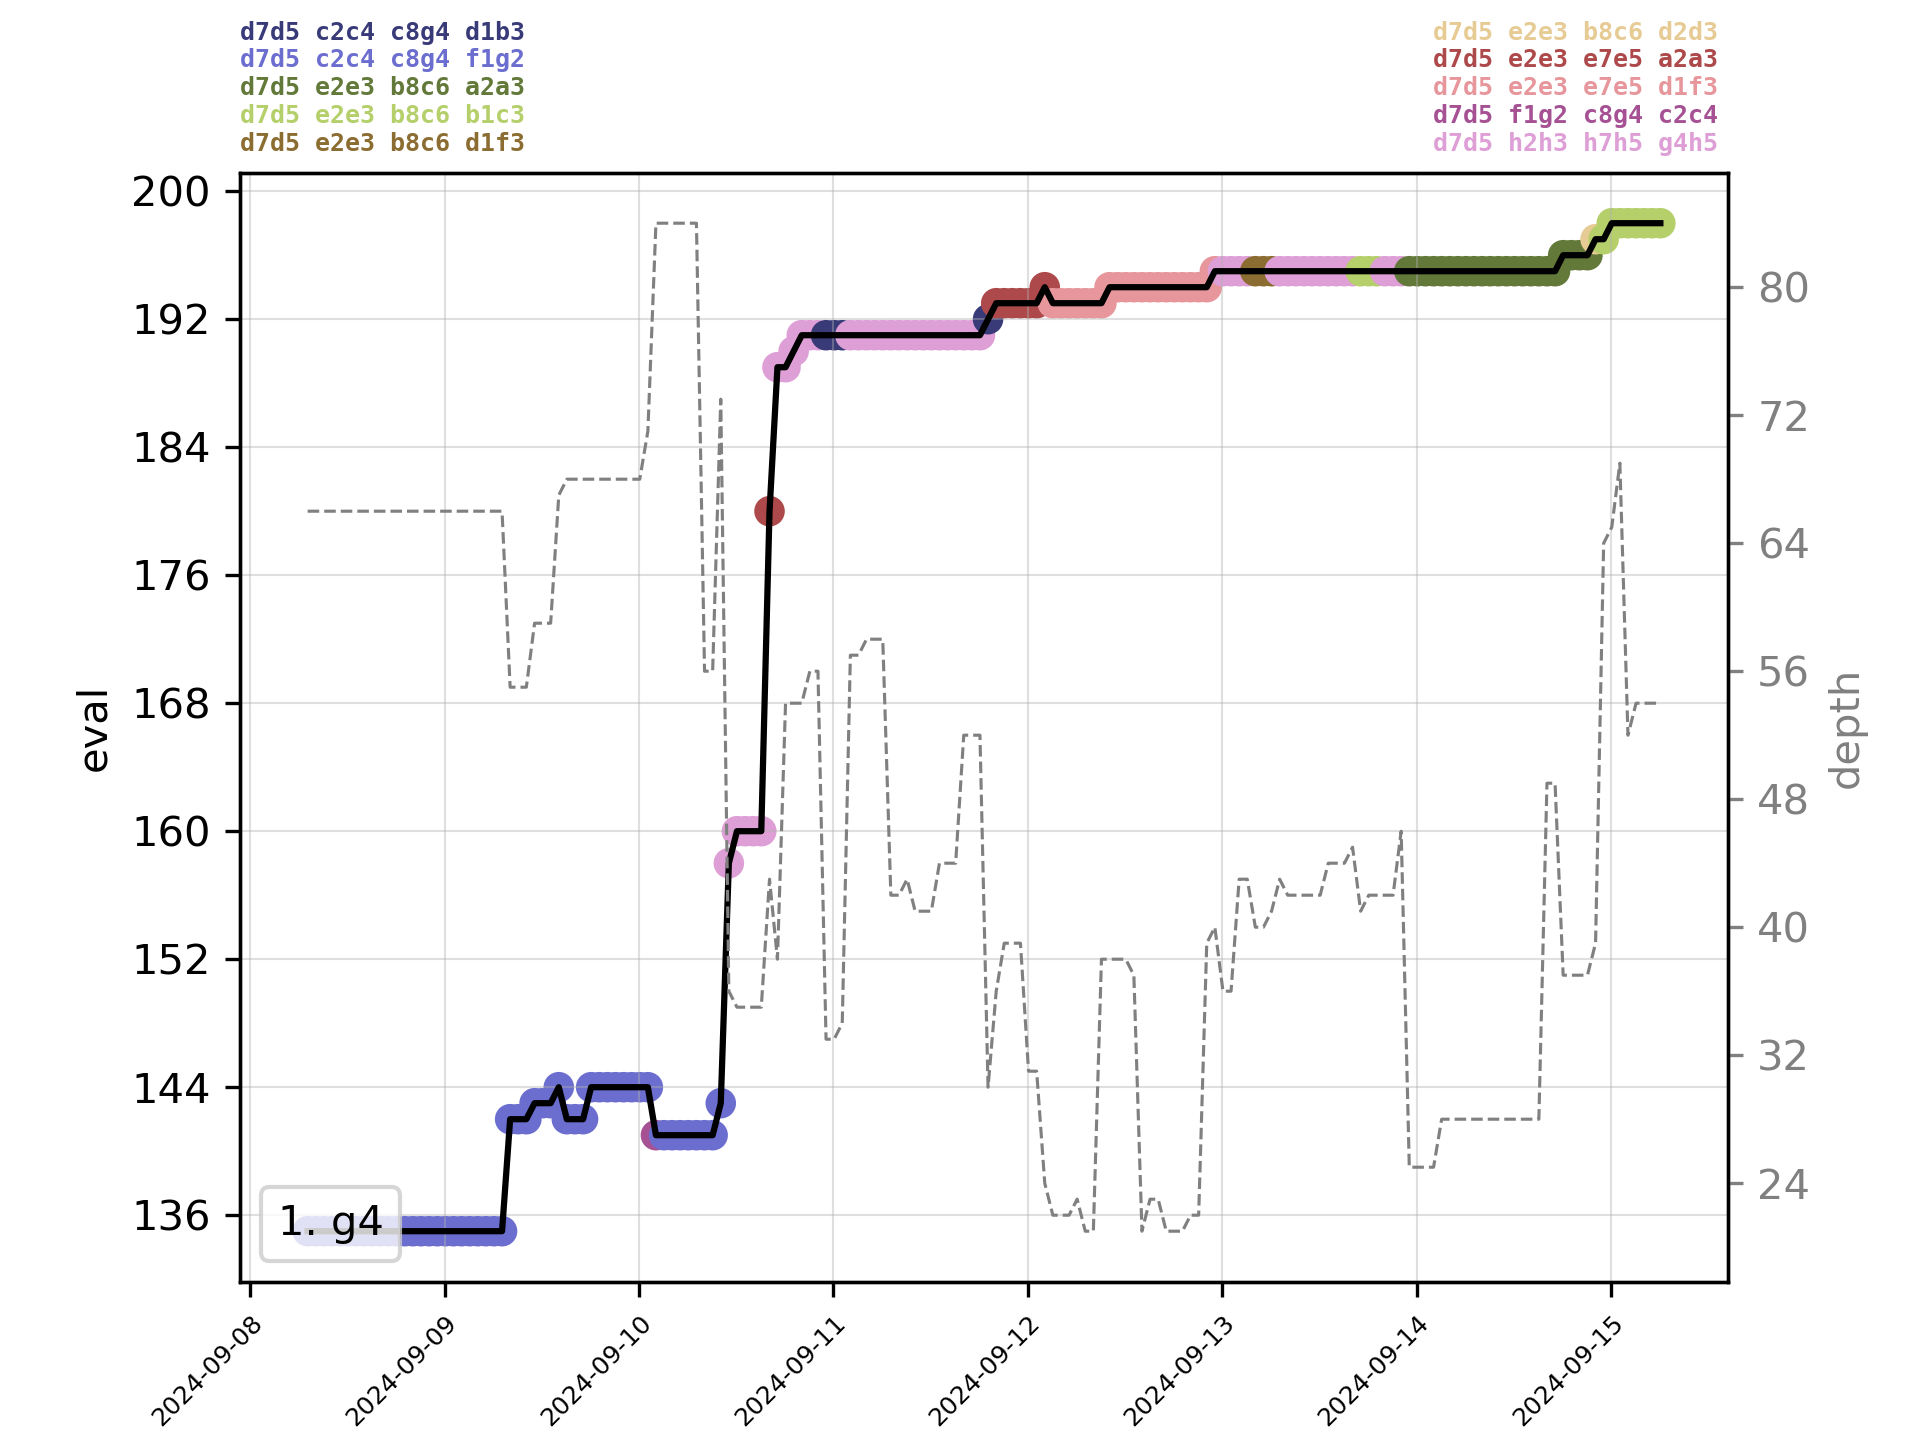 d7d5 c2c4 c8g4 d1b3
d7d5 c2c4 c8g4 f1g2
d7d5 e2e3 b8c6 a2a3
d7d5 e2e3 b8c6 b1c3
d7d5 e2e3 b8c6 d1f3
d7d5 e2e3 b8c6 d2d3
d7d5 e2e3 e7e5 a2a3
d7d5 e2e3 e7e5 d1f3
d7d5 f1g2 c8g4 c2c4
d7d5 h2h3 h7h5 g4h5
200
192
184
176
168
160
152
144
136
eval
80
72
64
56
48
40
32
24
depth
1. g4
2024-09-08
2024-09-09
2024-09-10
2024-09-11
2024-09-12
2024-09-13
2024-09-14
2024-09-15